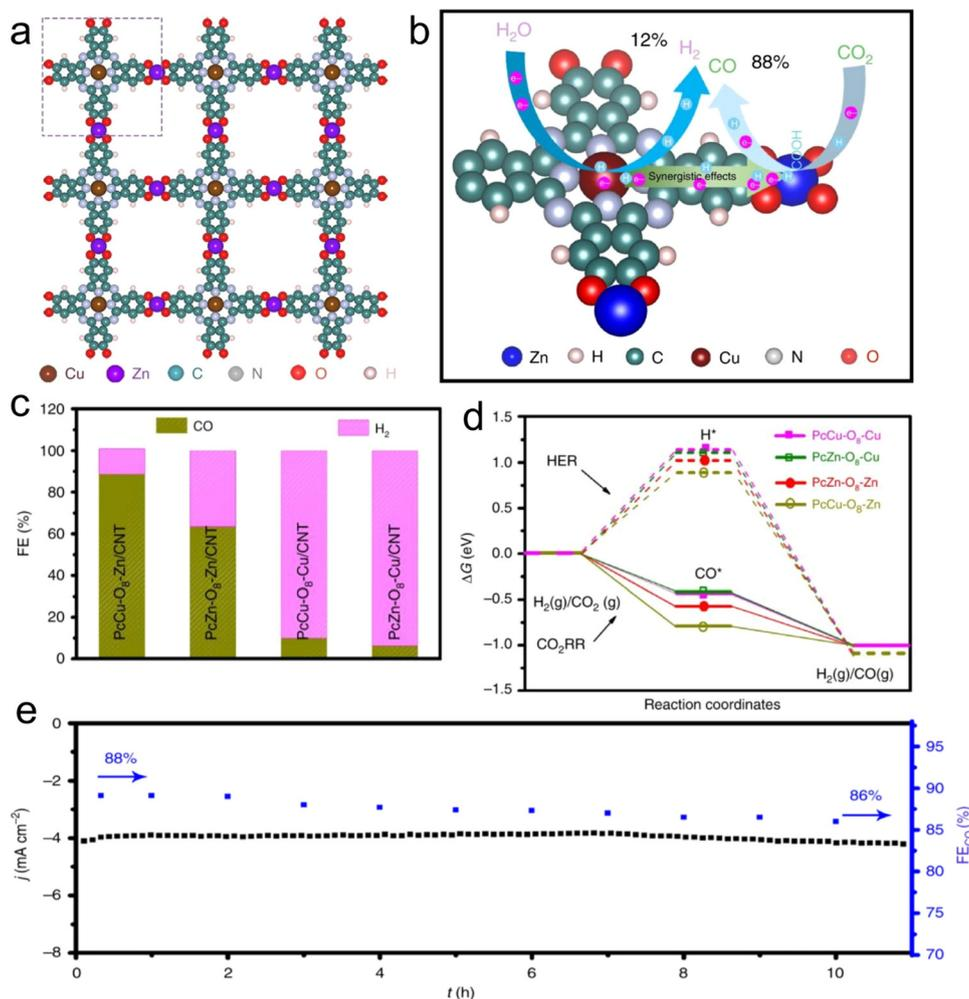 a
Cu Zn C N O H
b
H2O
12%
H2
CO
88%
CO2
e–
e–
H
H
COOH
H
e–
H
H
H
Synergistic effects
H
H
H
e–
e–
e–
e–
e–
Zn H C Cu N O
c
120
100
80
60
40
20
0
FE (%)
CO
H2
PcCu-O8-Zn/CNT
PcZn-O8-Zn/CNT
PcCu-O8-Cu/CNT
PcZn-O8-Cu/CNT
d
1.5
1.0
0.5
0.0
–0.5
–1.0
–1.5
ΔG (eV)
H*
HER
PcCu-O8-Cu
PcZn-O8-Cu
PcZn-O8-Zn
PcCu-O8-Zn
CO*
H2(g)/CO2 (g)
CO2RR
H2(g)/CO(g)
Reaction coordinates
e
0
–2
–4
–6
–8
j (mA cm–2)
88%
86%
95
90
85
80
75
70
FECO (%)
0 2 4 6 8 10
t (h)